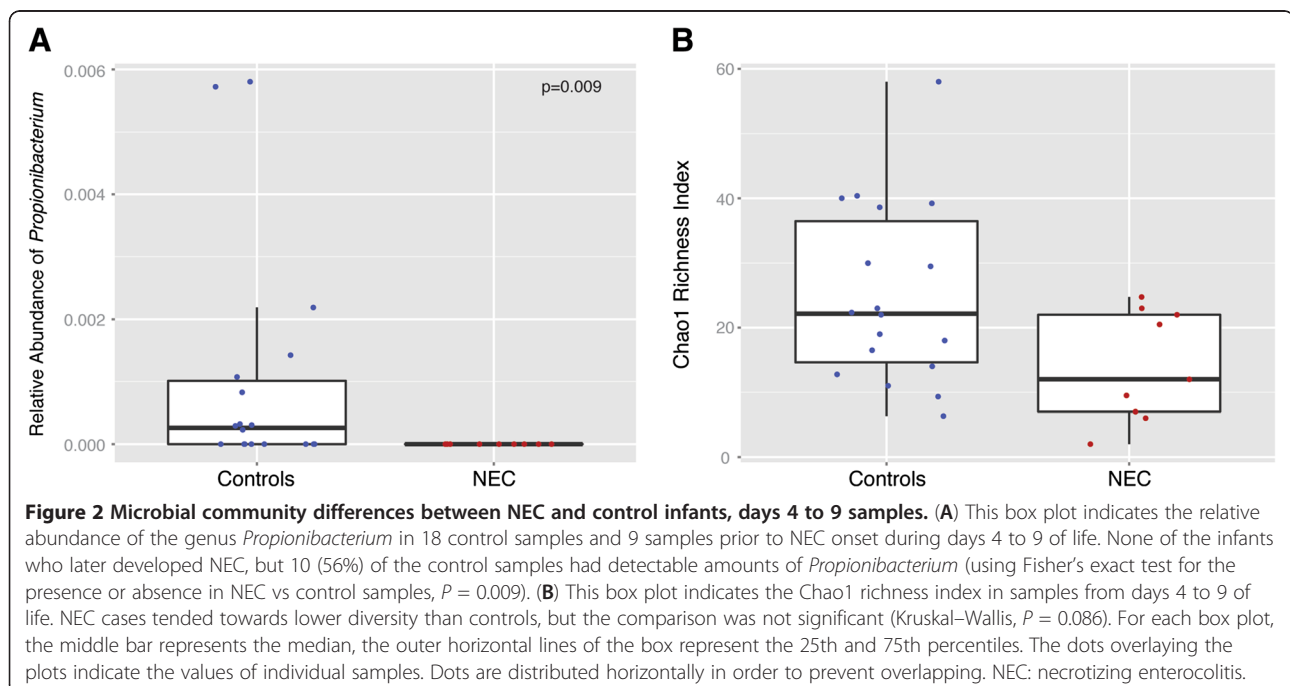 A
B
0.006
0.004
0.002
0.000
Relative Abundance of Propionibacterium
p=0.009
Controls
NEC
60
40
20
0
Chao1 Richness Index
Controls
NEC
Figure 2 Microbial community differences between NEC and control infants, days 4 to 9 samples. (A) This box plot indicates the relative
abundance of the genus Propionibacterium in 18 control samples and 9 samples prior to NEC onset during days 4 to 9 of life. None of the infants
who later developed NEC, but 10 (56%) of the control samples had detectable amounts of Propionibacterium (using Fisher's exact test for the
presence or absence in NEC vs control samples, P = 0.009). (B) This box plot indicates the Chao1 richness index in samples from days 4 to 9 of
life. NEC cases tended towards lower diversity than controls, but the comparison was not significant (Kruskal–Wallis, P = 0.086). For each box plot,
the middle bar represents the median, the outer horizontal lines of the box represent the 25th and 75th percentiles. The dots overlaying the
plots indicate the values of individual samples. Dots are distributed horizontally in order to prevent overlapping. NEC: necrotizing enterocolitis.